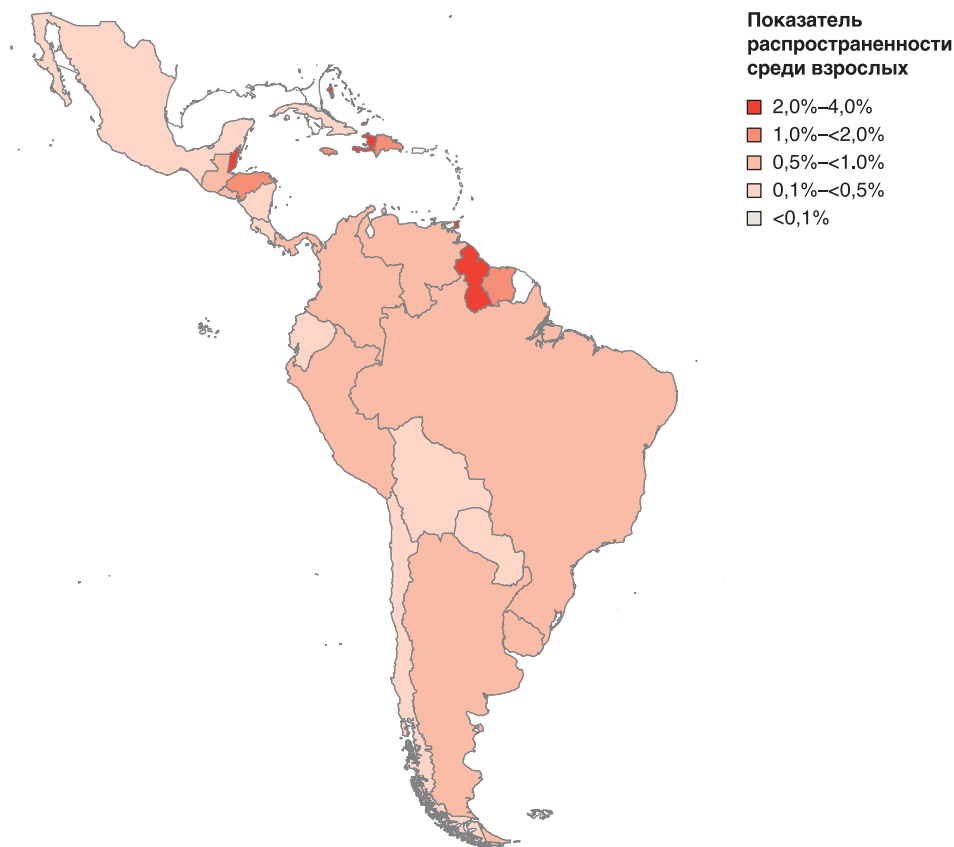 Показатель
распространенности
среди взрослых
2,0%–4,0%
1,0%–<2,0%
0,5%–<1.0%
0,1%–<0,5%
<0,1%